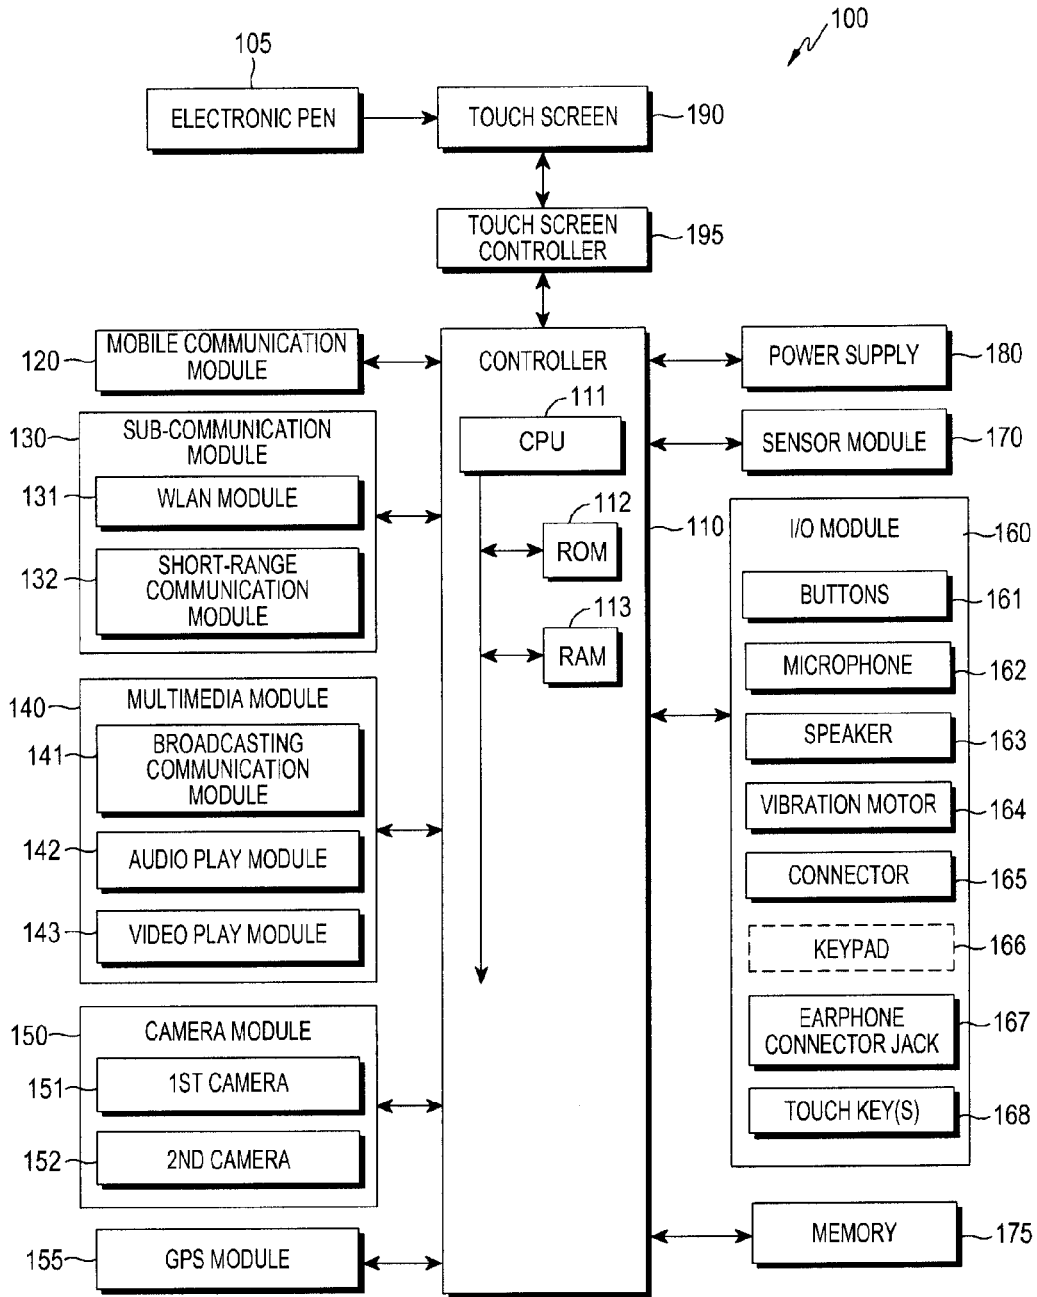 100
105
ELECTRONIC PEN
TOUCH SCREEN
190
TOUCH SCREEN
CONTROLLER
195
120
MOBILE COMMUNICATION
MODULE
130
SUB-COMMUNICATION
MODULE
131
WLAN MODULE
132
SHORT-RANGE
COMMUNICATION
MODULE
140
MULTIMEDIA MODULE
141
BROADCASTING
COMMUNICATION
MODULE
142
AUDIO PLAY MODULE
143
VIDEO PLAY MODULE
150
CAMERA MODULE
151
1ST CAMERA
152
2ND CAMERA
155
GPS MODULE
CONTROLLER
111
CPU
112
ROM
113
RAM
110
POWER SUPPLY
180
SENSOR MODULE
170
I/O MODULE
160
BUTTONS
161
MICROPHONE
162
SPEAKER
163
VIBRATION MOTOR
164
CONNECTOR
165
KEYPAD
166
EARPHONE
CONNECTOR JACK
167
TOUCH KEY(S)
168
MEMORY
175